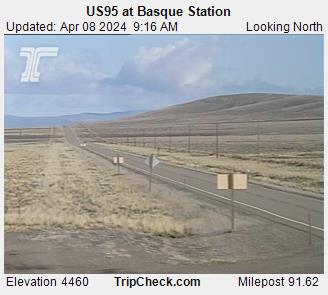 US95 at Basque Station
Updated: Apr 08 2024 9:16 AM Looking North
Elevation 4460 TripCheck.com Milepost 91.62